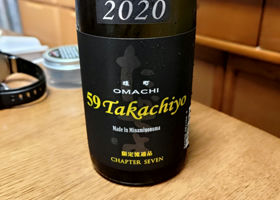 2020
雄町
OMACHI
59 Takachiyo
Made in Minamiuonuma
限定流通品
CHAPTER SEVEN